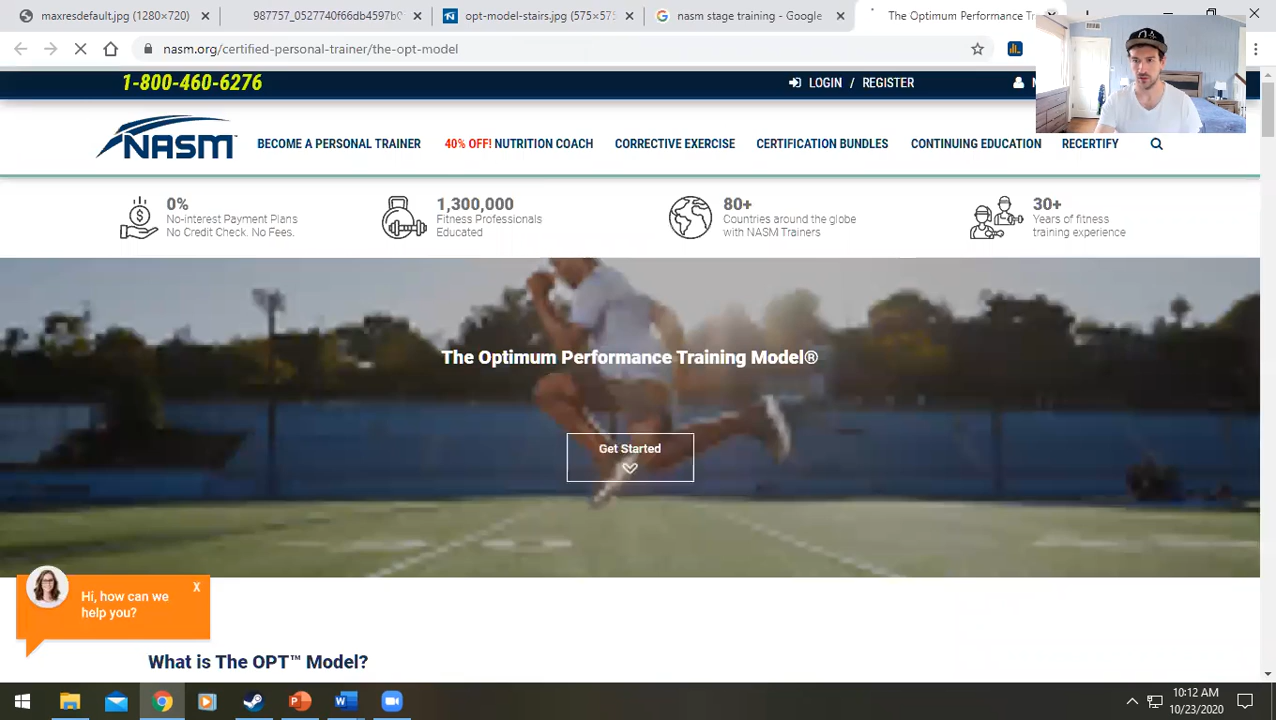 maxresdefault.jpg (1280×720)
987757_0527740f66db4597bf
opt-model-stairs.jpg (575×575
nasm stage training - Google
The Optimum Performance Tr
nasm.org/certified-personal-trainer/the-opt-model
1-800-460-6276
LOGIN / REGISTER
NASM
BECOME A PERSONAL TRAINER
40% OFF! NUTRITION COACH
CORRECTIVE EXERCISE
CERTIFICATION BUNDLES
CONTINUING EDUCATION
RECERTIFY
0%
No-interest Payment Plans
No Credit Check. No Fees.
1,300,000
Fitness Professionals
Educated
80+
Countries around the globe
with NASM Trainers
30+
Years of fitness
training experience
The Optimum Performance Training Model®
Get Started
Hi, how can we
help you?
X
What is The OPT™ Model?
10:12 AM
10/23/2020